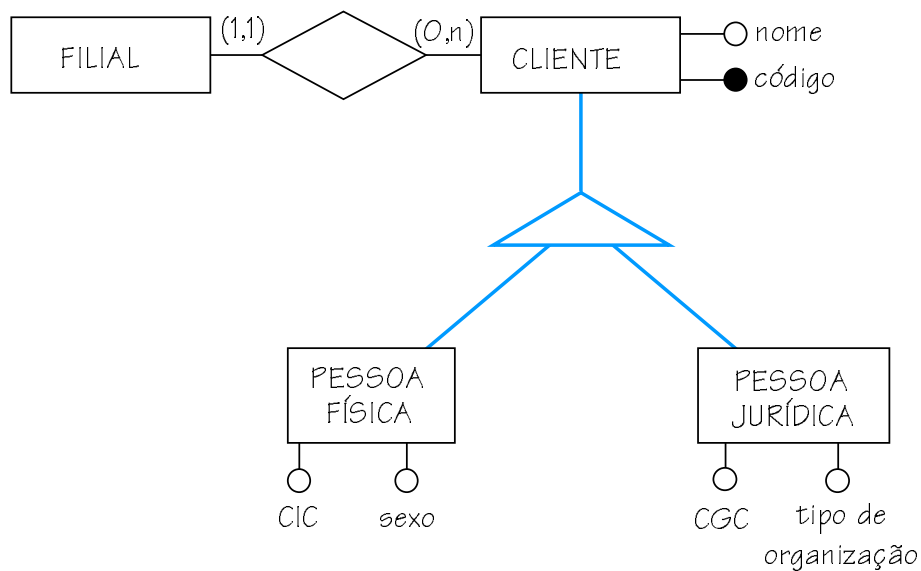 FILIAL
(1,1)
(0,n)
CLIENTE
nome
código
PESSOA
FÍSICA
PESSOA
JURÍDICA
CIC
sexo
CGC
tipo de
organização